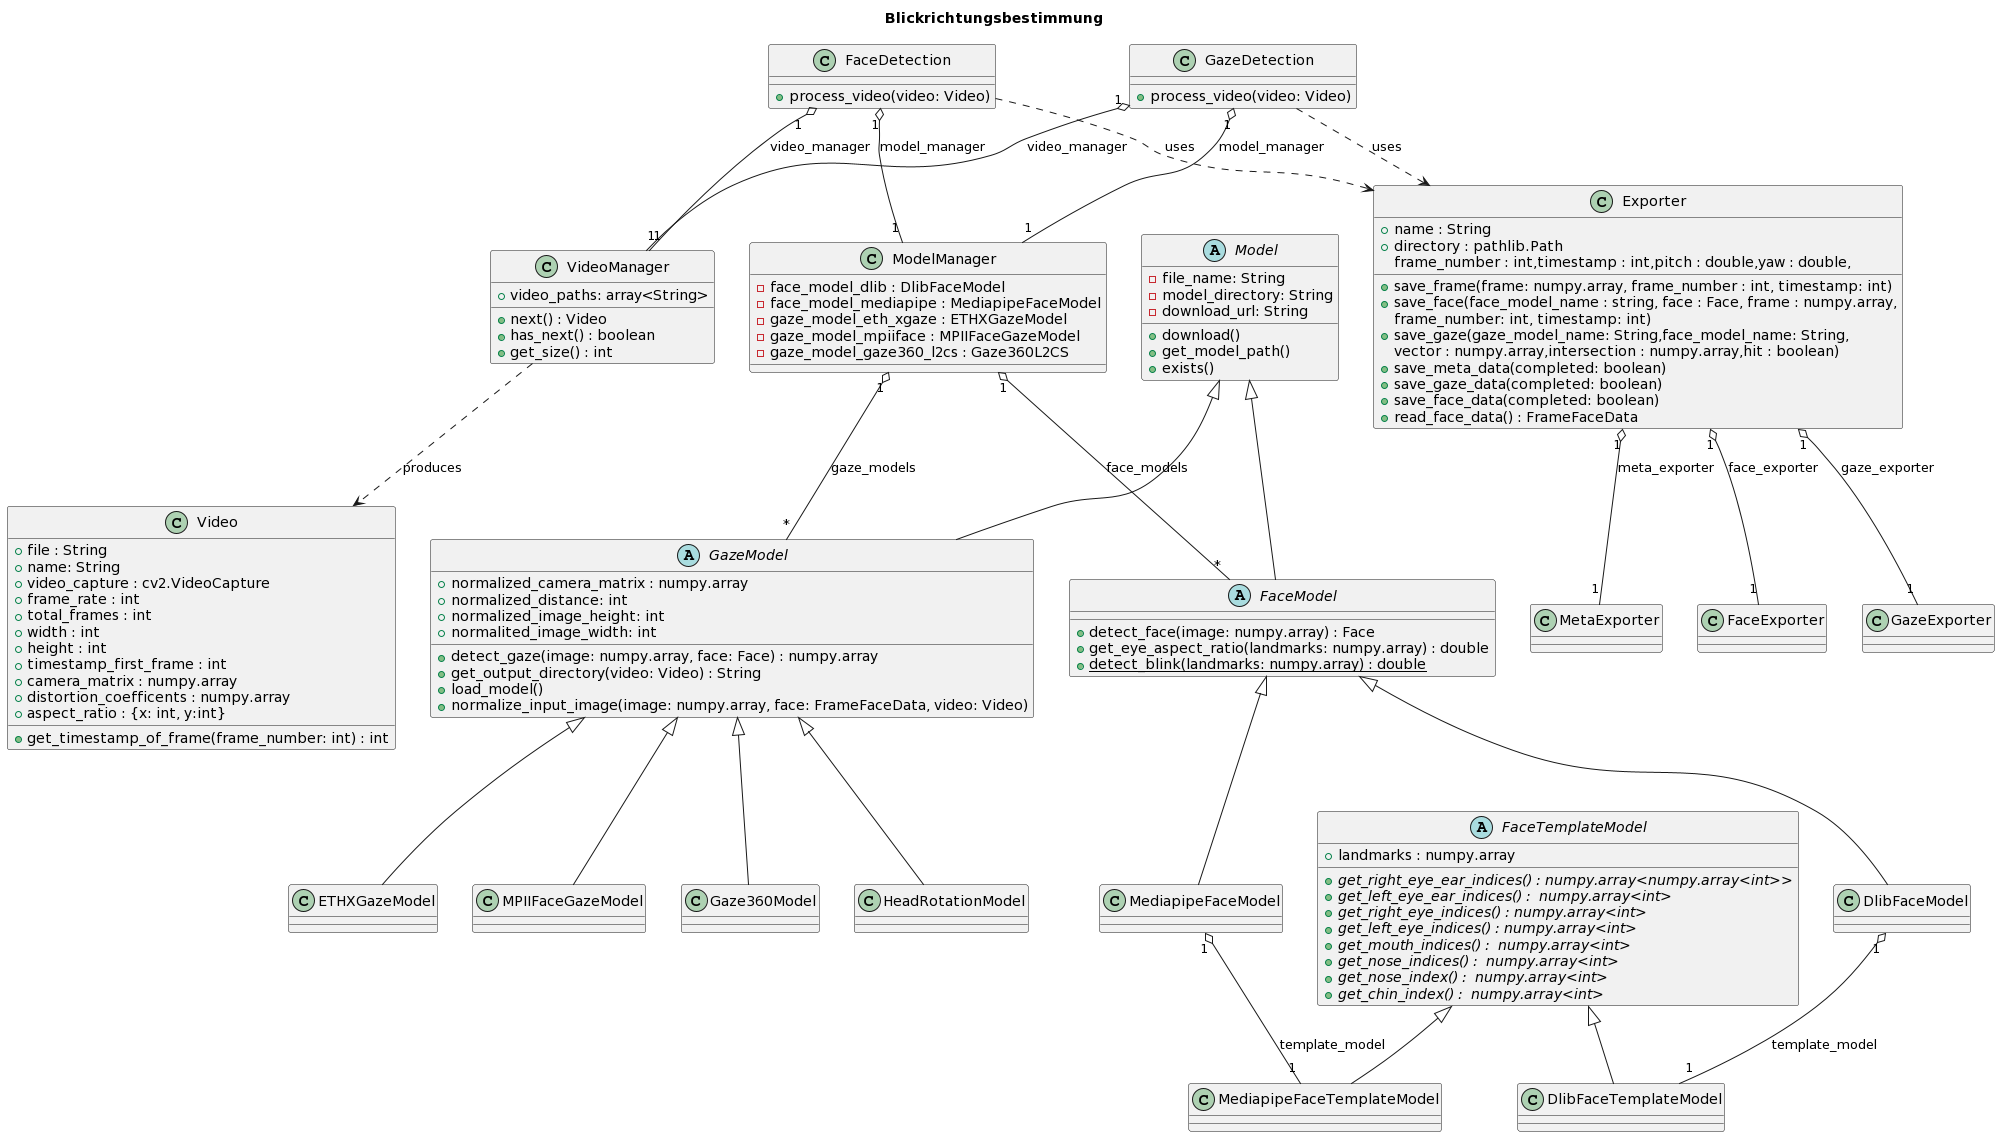 Blickrichtungsbestimmung
C FaceDetection
process_video(video: Video)
C GazeDetection
process_video(video: Video)
1
1
1
1
video_manager
model_manager
video_manager
uses
model_manager
uses
1
1
1
1
C VideoManager
video_paths: array<String>
next() : Video
has_next() : boolean
get_size() : int
C ModelManager
face_model_dlib : DlibFaceModel
face_model_mediapipe : MediapipeFaceModel
gaze_model_eth_xgaze : ETHXGazeModel
gaze_model_mpiiface : MPIIFaceGazeModel
gaze_model_gaze360_l2cs : Gaze360L2CS
A Model
file_name: String
model_directory: String
download_url: String
download()
get_model_path()
exists()
C Exporter
name : String
directory : pathlib.Path
frame_number : int,timestamp : int,pitch : double,yaw : double,
save_frame(frame: numpy.array, frame_number : int, timestamp: int)
save_face(face_model_name : string, face : Face, frame : numpy.array,
frame_number: int, timestamp: int)
save_gaze(gaze_model_name: String,face_model_name: String,
vector : numpy.array,intersection : numpy.array,hit : boolean)
save_meta_data(completed: boolean)
save_gaze_data(completed: boolean)
save_face_data(completed: boolean)
read_face_data() : FrameFaceData
1
1
1
1
1
produces
gaze_models
face_models
meta_exporter
face_exporter
gaze_exporter
*
*
1
1
1
C Video
file : String
name: String
video_capture : cv2.VideoCapture
frame_rate : int
total_frames : int
width : int
height : int
timestamp_first_frame : int
camera_matrix : numpy.array
distortion_coefficents : numpy.array
aspect_ratio : {x: int, y:int}
get_timestamp_of_frame(frame_number: int) : int
A GazeModel
normalized_camera_matrix : numpy.array
normalized_distance: int
normalized_image_height: int
normalited_image_width: int
detect_gaze(image: numpy.array, face: Face) : numpy.array
get_output_directory(video: Video) : String
load_model()
normalize_input_image(image: numpy.array, face: FrameFaceData, video: Video)
A FaceModel
detect_face(image: numpy.array) : Face
get_eye_aspect_ratio(landmarks: numpy.array) : double
detect_blink(landmarks: numpy.array) : double
C MetaExporter
C FaceExporter
C GazeExporter
C ETHXGazeModel
C MPIIFaceGazeModel
C Gaze360Model
C HeadRotationModel
C MediapipeFaceModel
A FaceTemplateModel
landmarks : numpy.array
get_right_eye_ear_indices() : numpy.array<numpy.array<int>>
get_left_eye_ear_indices() :  numpy.array<int>
get_right_eye_indices() : numpy.array<int>
get_left_eye_indices() : numpy.array<int>
get_mouth_indices() :  numpy.array<int>
get_nose_indices() :  numpy.array<int>
get_nose_index() :  numpy.array<int>
get_chin_index() :  numpy.array<int>
C DlibFaceModel
1
1
template_model
template_model
1
1
C MediapipeFaceTemplateModel
C DlibFaceTemplateModel